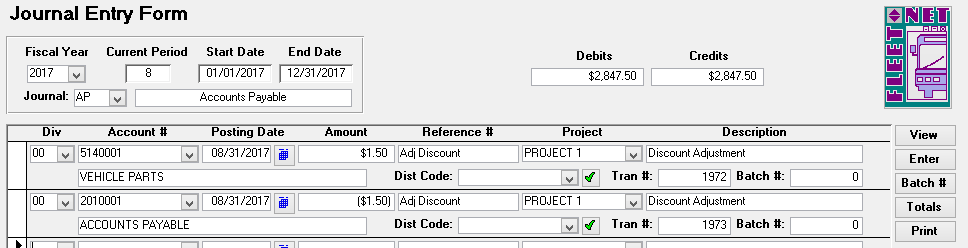 Journal Entry Form
FLEET NET
Fiscal Year Current Period Start Date End Date
2017 8 01/01/2017 12/31/2017
Journal: AP Accounts Payable
Debits Credits
$2,847.50 $2,847.50
Div Account # Posting Date Amount Reference # Project Description
00 5140001 08/31/2017 $1.50 Adj Discount PROJECT 1 Discount Adjustment
VEHICLE PARTS Dist Code: Tran #: 1972 Batch #: 0
00 2010001 08/31/2017 ($1.50) Adj Discount PROJECT 1 Discount Adjustment
ACCOUNTS PAYABLE Dist Code: Tran #: 1973 Batch #: 0
View
Enter
Batch #
Totals
Print